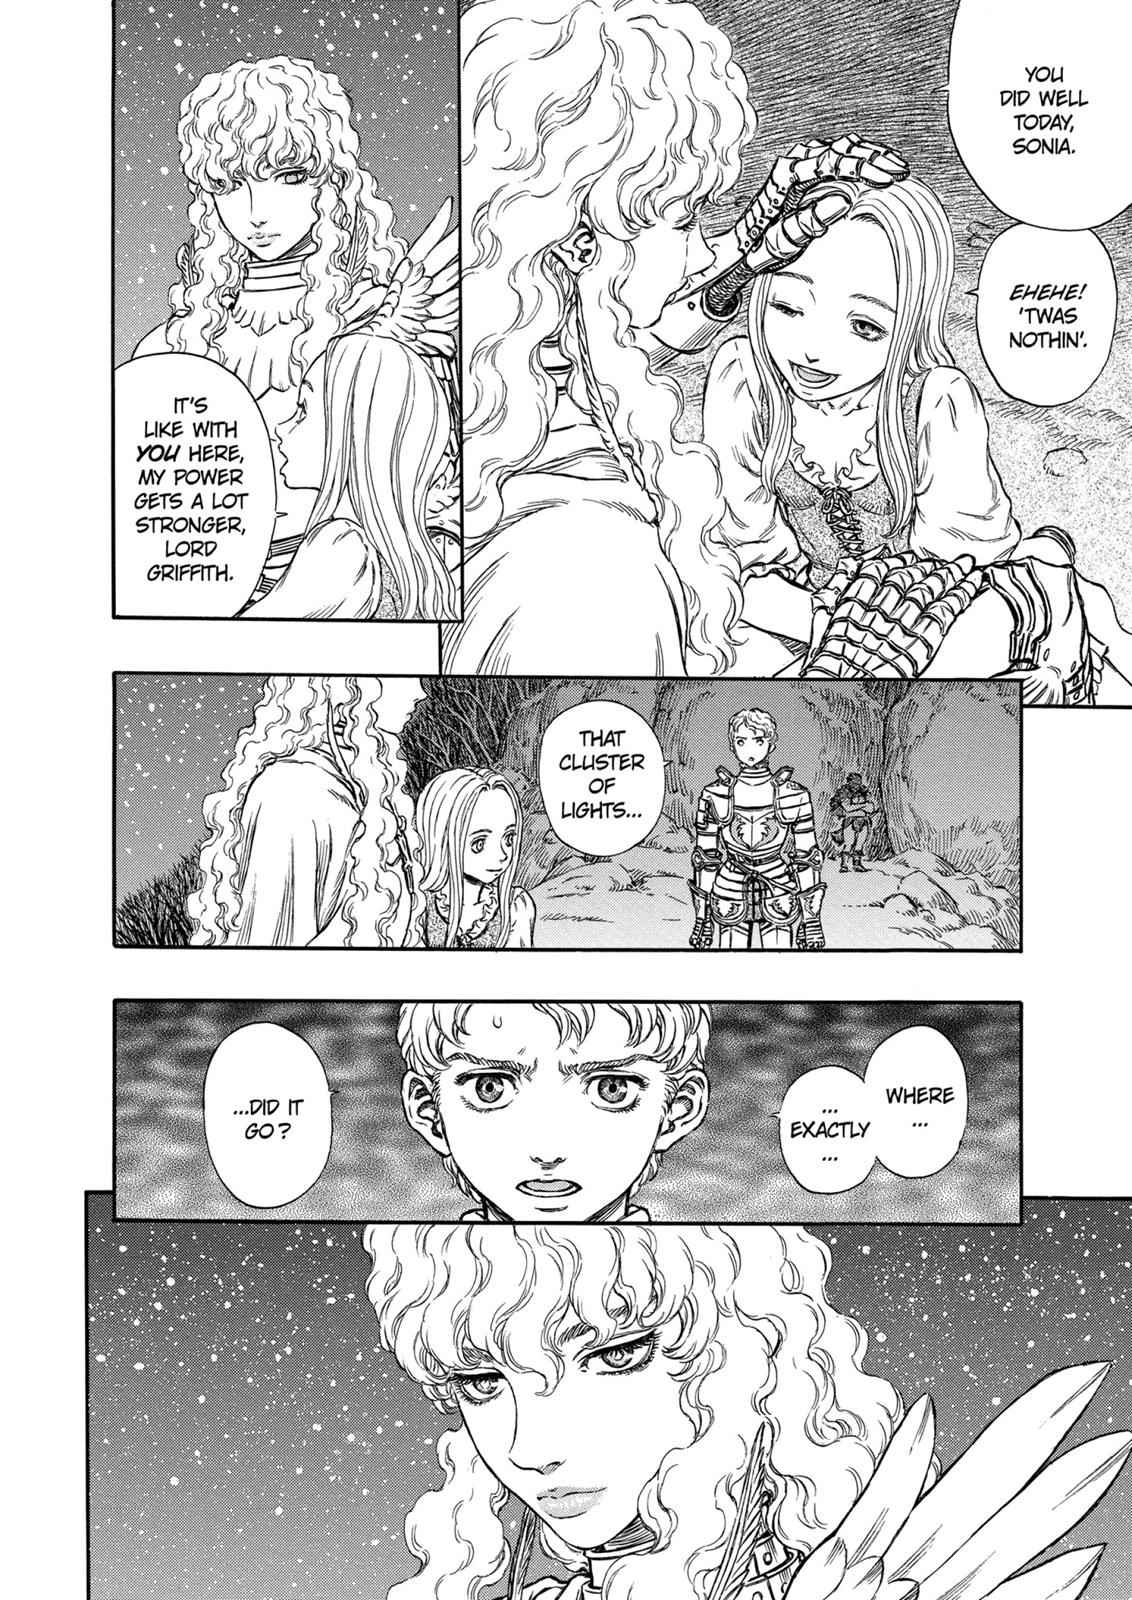 YOU
DID WELL
TODAY,
SONIA.
EHEHE!
'TWAS
NOTHIN'.
IT'S
LIKE WITH
YOU HERE,
MY POWER
GETS A LOT
STRONGER,
LORD
GRIFFITH.
THAT
CLUSTER
OF
LIGHTS...
WHERE
...
...
EXACTLY
...
...DID IT
GO?